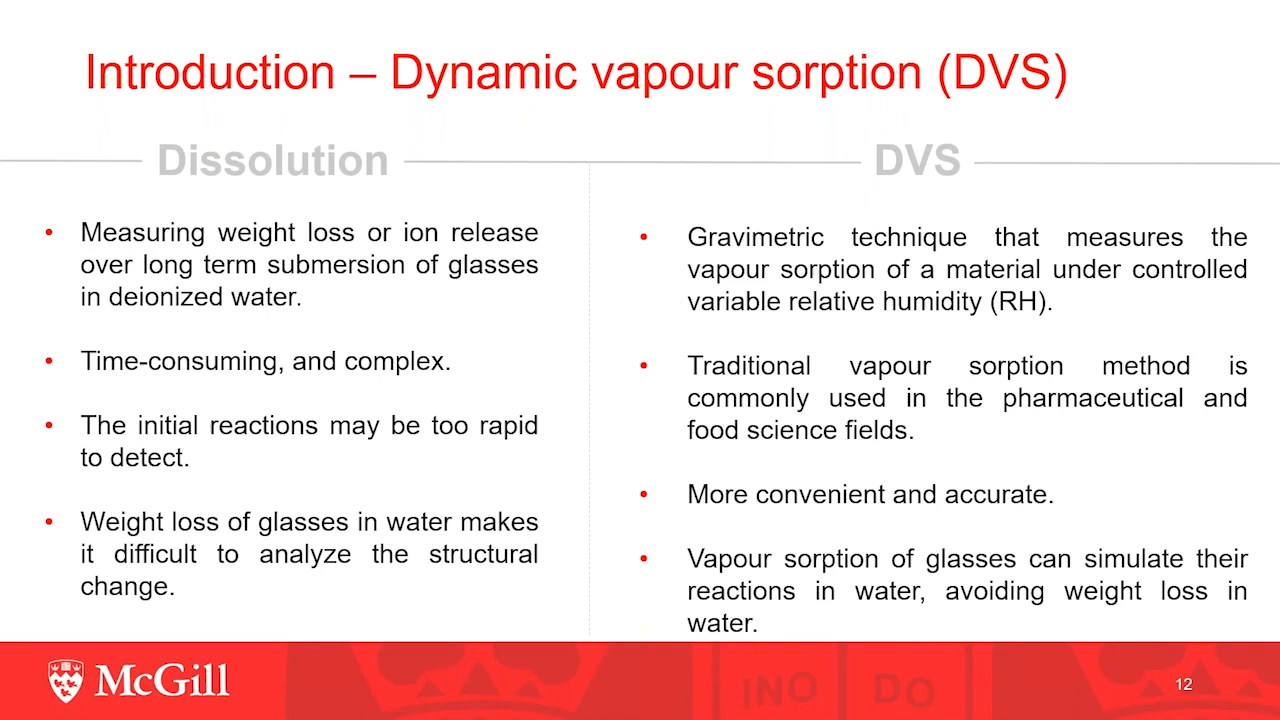 Introduction – Dynamic vapour sorption (DVS)
Dissolution
• Measuring weight loss or ion release
over long term submersion of glasses
in deionized water.
• Time-consuming, and complex.
• The initial reactions may be too rapid
to detect.
• Weight loss of glasses in water makes
it difficult to analyze the structural
change.
DVS
• Gravimetric technique that measures the
vapour sorption of a material under controlled
variable relative humidity (RH).
• Traditional vapour sorption method is
commonly used in the pharmaceutical and
food science fields.
• More convenient and accurate.
• Vapour sorption of glasses can simulate their
reactions in water, avoiding weight loss in
water.
McGill
INO DO
12